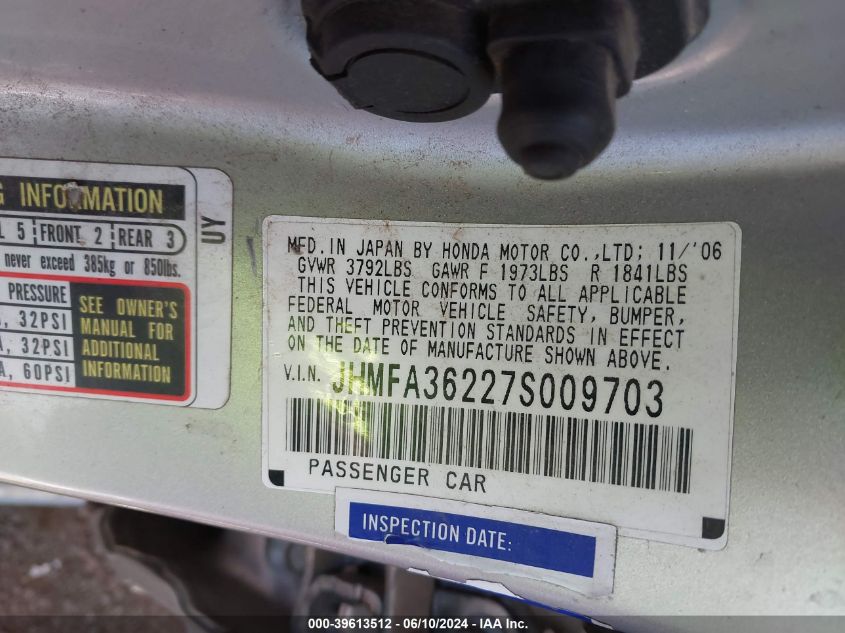 G INFORMATION
L 5 FRONT 2 REAR 3
never exceed 385kg or 850lbs.
PRESSURE
32PSI
32PSI
60PSI
SEE OWNER'S
MANUAL FOR
ADDITIONAL
INFORMATION
UY
MFD. IN JAPAN BY HONDA MOTOR CO.,LTD; 11/'06
GVWR 3792LBS GAWR F 1973LBS R 1841LBS
THIS VEHICLE CONFORMS TO ALL APPLICABLE
FEDERAL MOTOR VEHICLE SAFETY, BUMPER,
AND THEFT PREVENTION STANDARDS IN EFFECT
ON THE DATE OF MANUFACTURE SHOWN ABOVE.
V.I.N. JHMFA36227S009703
PASSENGER CAR
INSPECTION DATE:
000-39613512 - 06/10/2024 - IAA Inc.